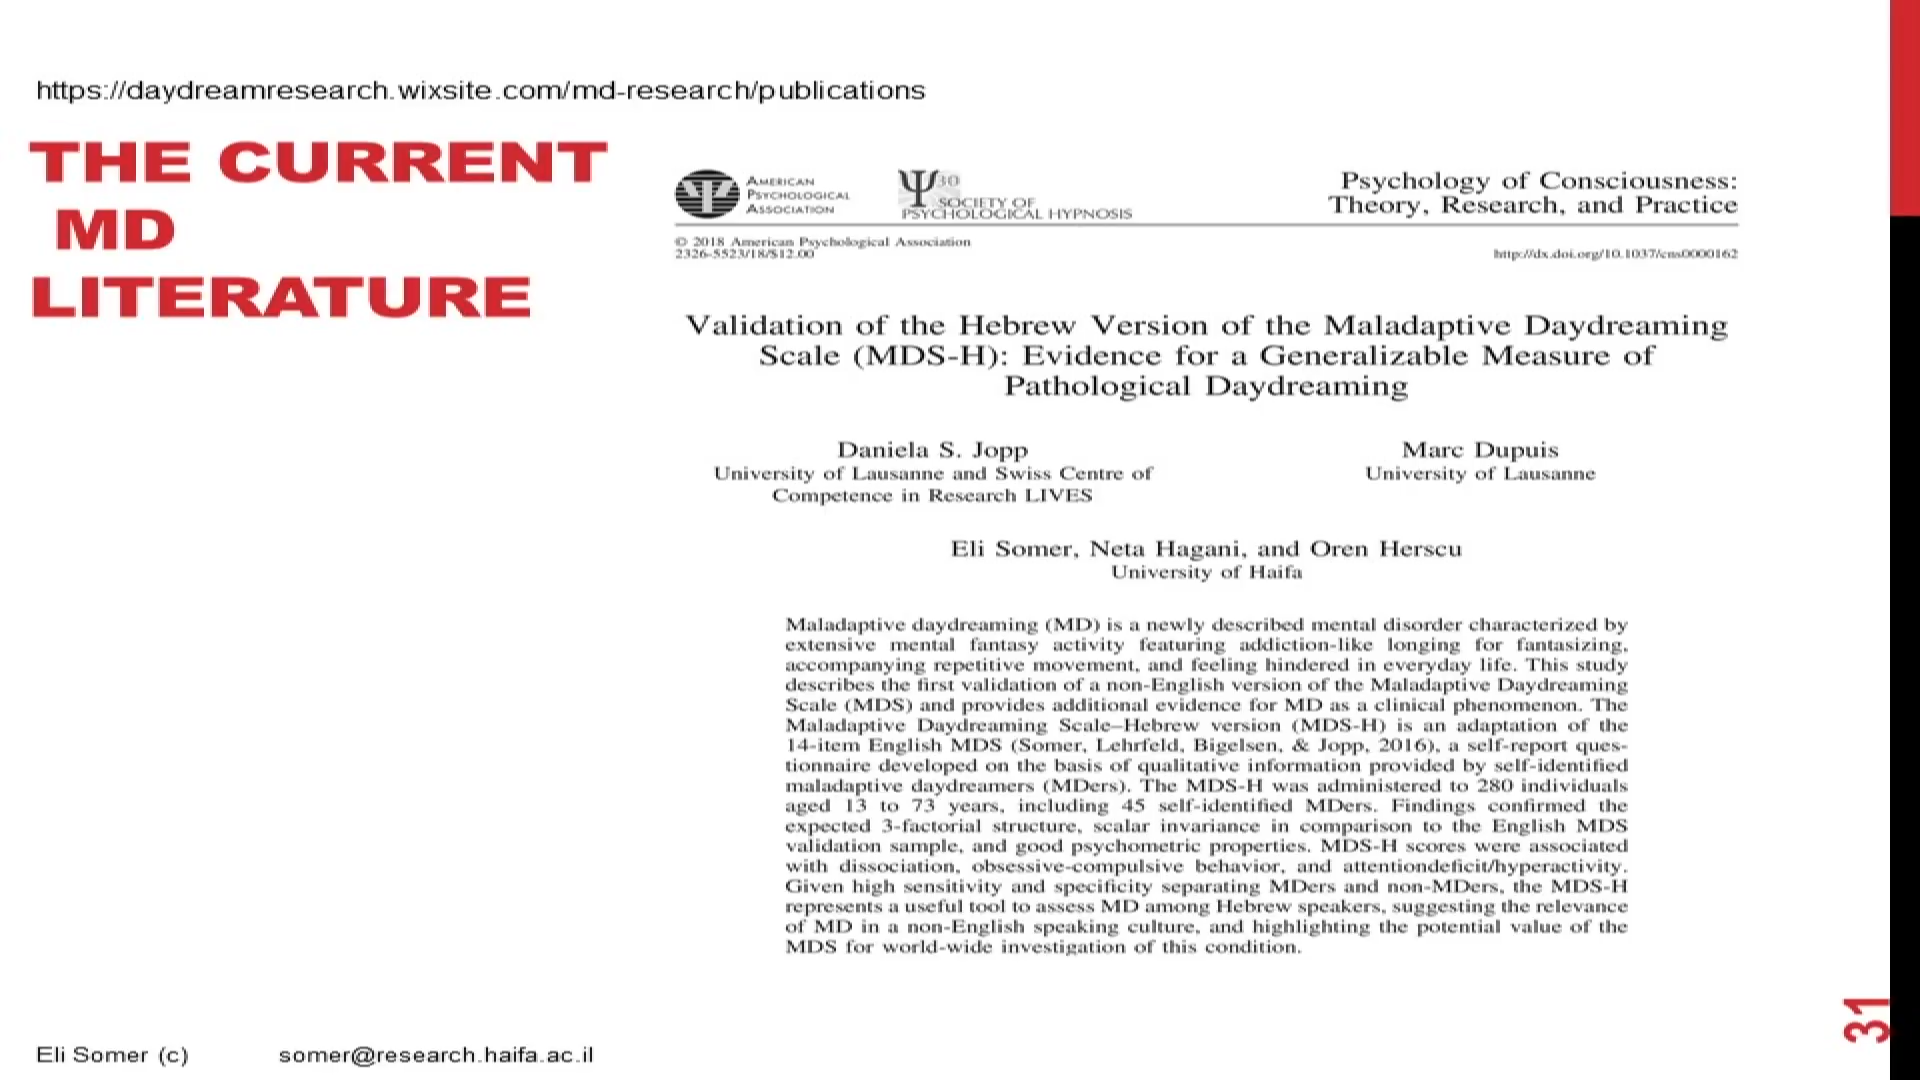 https://daydreamresearch.wixsite.com/md-research/publications
THE CURRENT
MD
LITERATURE
AMERICAN
PSYCHOLOGICAL
ASSOCIATION
Ψ30
SOCIETY OF
PSYCHOLOGICAL HYPNOSIS
Psychology of Consciousness:
Theory, Research, and Practice
© 2018 American Psychological Association
2326-5523/18/$12.00
http://dx.doi.org/10.1037/cns0000162
Validation of the Hebrew Version of the Maladaptive Daydreaming
Scale (MDS-H): Evidence for a Generalizable Measure of
Pathological Daydreaming
Daniela S. Jopp
University of Lausanne and Swiss Centre of
Competence in Research LIVES
Marc Dupuis
University of Lausanne
Eli Somer, Neta Hagani, and Oren Herscu
University of Haifa
Maladaptive daydreaming (MD) is a newly described mental disorder characterized by
extensive mental fantasy activity featuring addiction-like longing for fantasizing,
accompanying repetitive movement, and feeling hindered in everyday life. This study
describes the first validation of a non-English version of the Maladaptive Daydreaming
Scale (MDS) and provides additional evidence for MD as a clinical phenomenon. The
Maladaptive Daydreaming Scale–Hebrew version (MDS-H) is an adaptation of the
14-item English MDS (Somer, Lehrfeld, Bigelsen, & Jopp, 2016), a self-report ques-
tionnaire developed on the basis of qualitative information provided by self-identified
maladaptive daydreamers (MDers). The MDS-H was administered to 280 individuals
aged 13 to 73 years, including 45 self-identified MDers. Findings confirmed the
expected 3-factorial structure, scalar invariance in comparison to the English MDS
validation sample, and good psychometric properties. MDS-H scores were associated
with dissociation, obsessive-compulsive behavior, and attentiondeficit/hyperactivity.
Given high sensitivity and specificity separating MDers and non-MDers, the MDS-H
represents a useful tool to assess MD among Hebrew speakers, suggesting the relevance
of MD in a non-English speaking culture, and highlighting the potential value of the
MDS for world-wide investigation of this condition.
31
Eli Somer (c) somer@research.haifa.ac.il